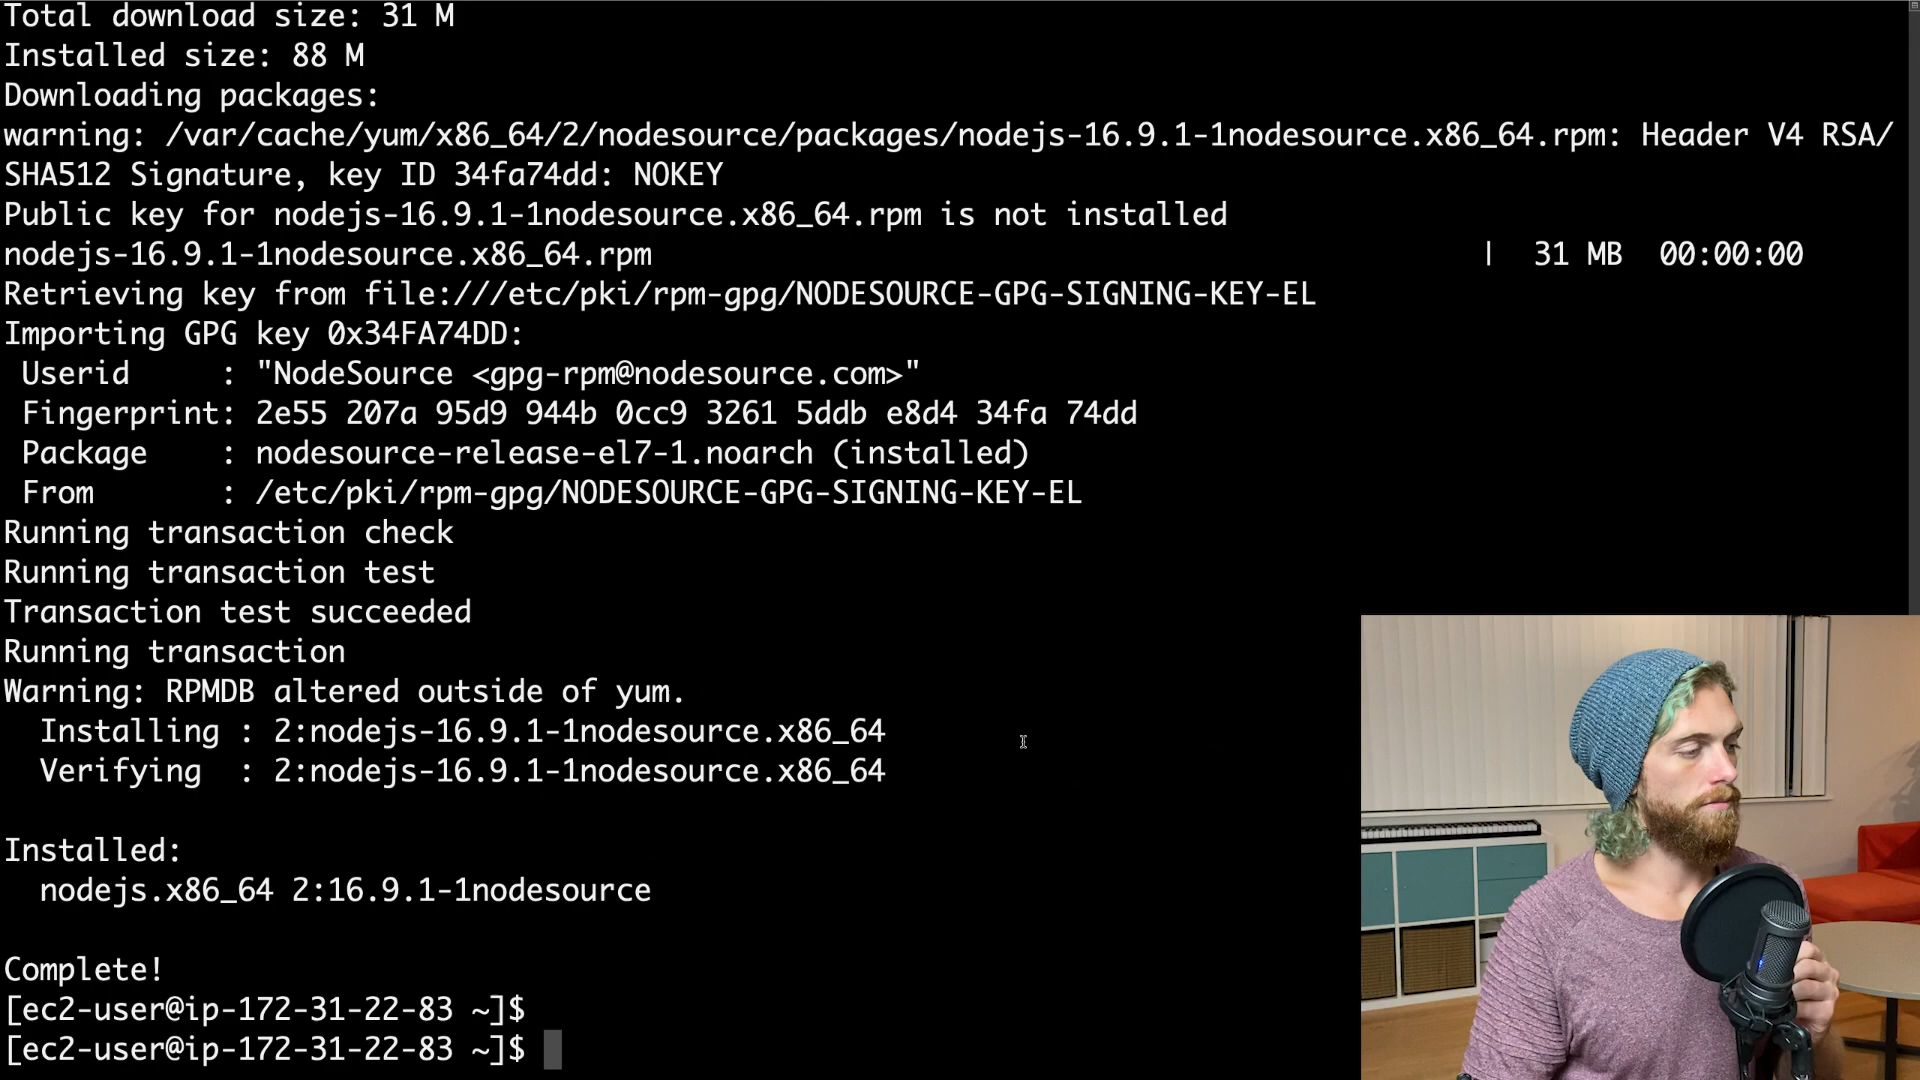 Total download size: 31 M
Installed size: 88 M
Downloading packages:
warning: /var/cache/yum/x86_64/2/nodesource/packages/nodejs-16.9.1-1nodesource.x86_64.rpm: Header V4 RSA/
SHA512 Signature, key ID 34fa74dd: NOKEY
Public key for nodejs-16.9.1-1nodesource.x86_64.rpm is not installed
nodejs-16.9.1-1nodesource.x86_64.rpm | 31 MB 00:00:00
Retrieving key from file:///etc/pki/rpm-gpg/NODESOURCE-GPG-SIGNING-KEY-EL
Importing GPG key 0x34FA74DD:
 Userid     : "NodeSource <gpg-rpm@nodesource.com>"
 Fingerprint: 2e55 207a 95d9 944b 0cc9 3261 5ddb e8d4 34fa 74dd
 Package    : nodesource-release-el7-1.noarch (installed)
 From       : /etc/pki/rpm-gpg/NODESOURCE-GPG-SIGNING-KEY-EL
Running transaction check
Running transaction test
Transaction test succeeded
Running transaction
Warning: RPMDB altered outside of yum.
  Installing : 2:nodejs-16.9.1-1nodesource.x86_64
  Verifying  : 2:nodejs-16.9.1-1nodesource.x86_64
Installed:
  nodejs.x86_64 2:16.9.1-1nodesource
Complete!
[ec2-user@ip-172-31-22-83 ~]$
[ec2-user@ip-172-31-22-83 ~]$